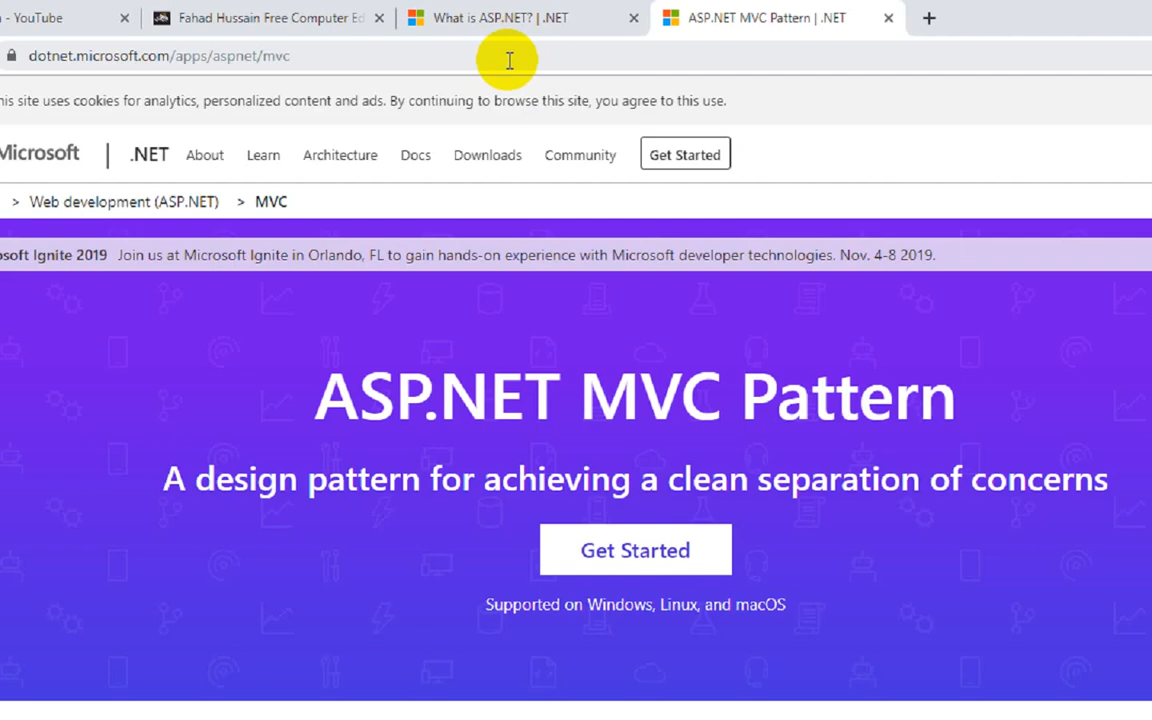 - YouTube
Fahad Hussain Free Computer Ed
What is ASP.NET? | .NET
ASP.NET MVC Pattern | .NET
dotnet.microsoft.com/apps/aspnet/mvc
his site uses cookies for analytics, personalized content and ads. By continuing to browse this site, you agree to this use.
Microsoft | .NET About Learn Architecture Docs Downloads Community Get Started
> Web development (ASP.NET) > MVC
osoft Ignite 2019 Join us at Microsoft Ignite in Orlando, FL to gain hands-on experience with Microsoft developer technologies. Nov. 4-8 2019.
ASP.NET MVC Pattern
A design pattern for achieving a clean separation of concerns
Get Started
Supported on Windows, Linux, and macOS